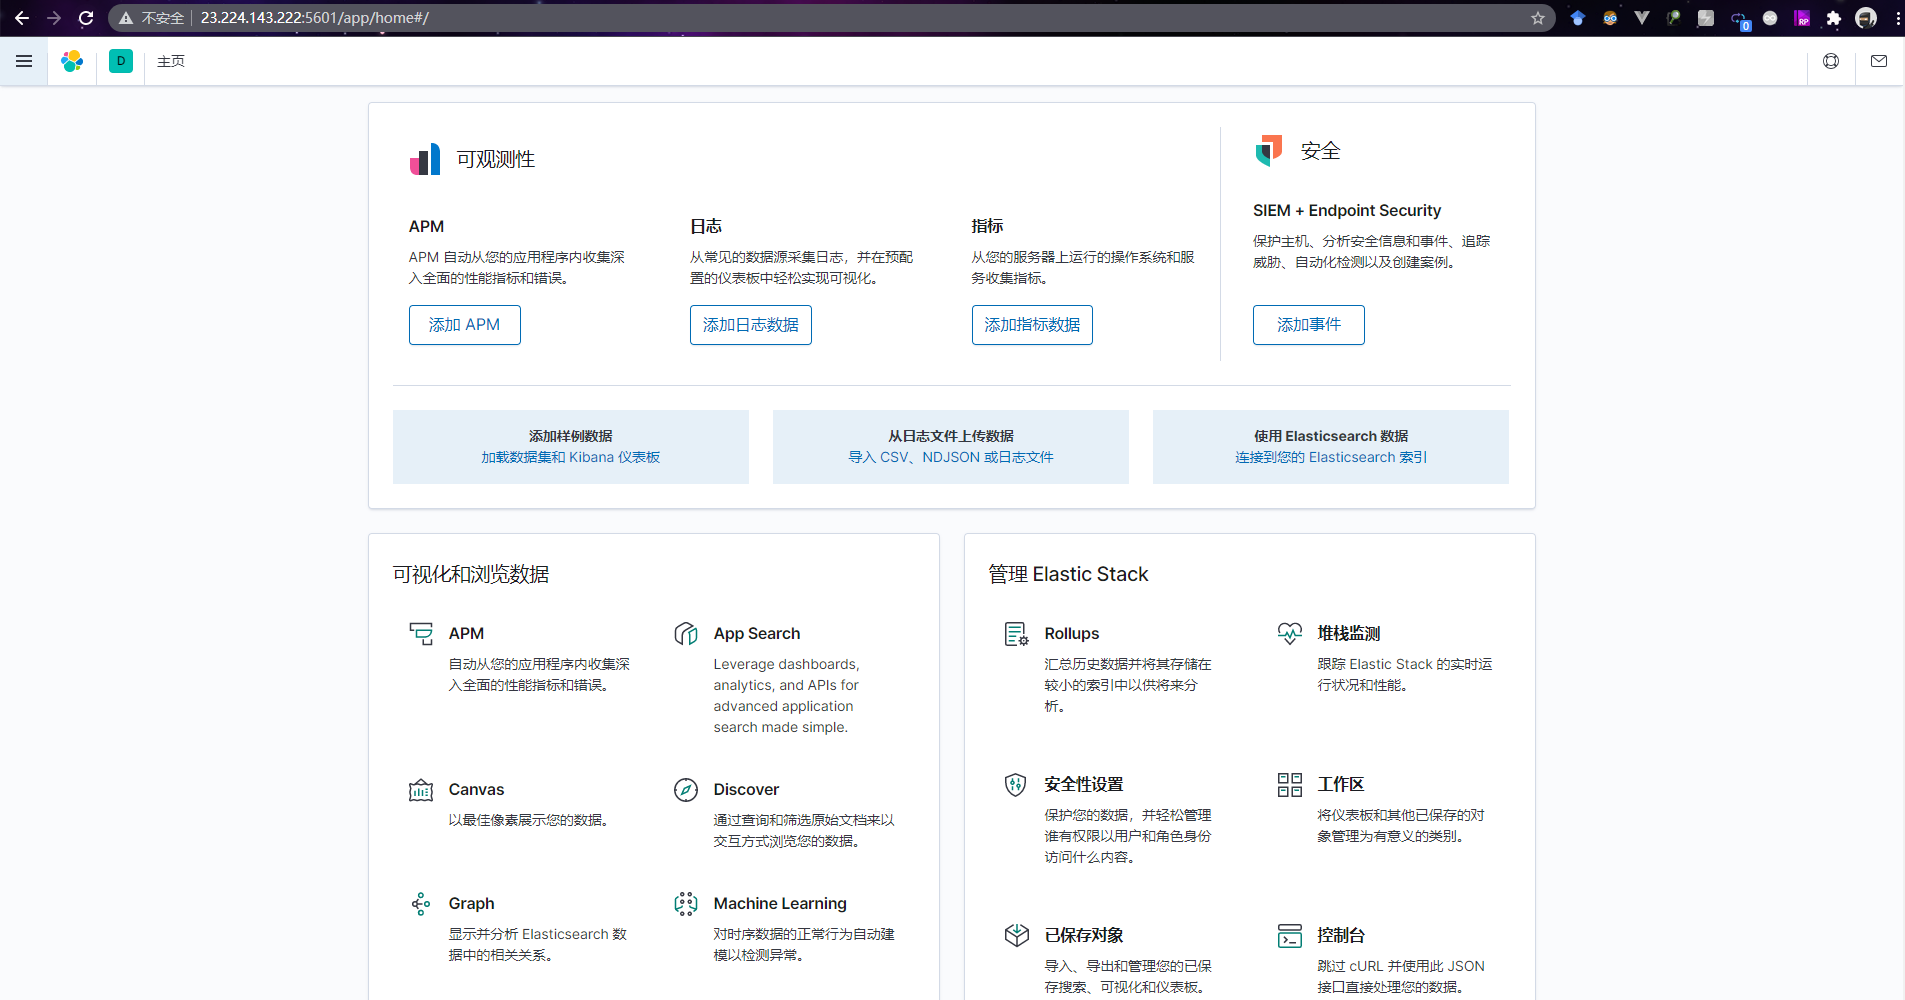 不安全 23.224.143.222:5601/app/home#/
0
RP
D 主页
可观测性
安全
APM
APM 自动从您的应用程序内收集深
入全面的性能指标和错误。
添加 APM
日志
从常见的数据源采集日志，并在预配
置的仪表板中轻松实现可视化。
添加日志数据
指标
从您的服务器上运行的操作系统和服
务收集指标。
添加指标数据
SIEM + Endpoint Security
保护主机、分析安全信息和事件、追踪
威胁、自动化检测以及创建案例。
添加事件
添加样例数据
加载数据集和 Kibana 仪表板
从日志文件上传数据
导入 CSV、NDJSON 或日志文件
使用 Elasticsearch 数据
连接到您的 Elasticsearch 索引
可视化和浏览数据
APM
自动从您的应用程序内收集深
入全面的性能指标和错误。
App Search
Leverage dashboards,
analytics, and APIs for
advanced application
search made simple.
Canvas
以最佳像素展示您的数据。
Discover
通过查询和筛选原始文档来以
交互方式浏览您的数据。
Graph
显示并分析 Elasticsearch 数
据中的相关关系。
Machine Learning
对时序数据的正常行为自动建
模以检测异常。
管理 Elastic Stack
Rollups
汇总历史数据并将其存储在
较小的索引中以供将来分
析。
堆栈监测
跟踪 Elastic Stack 的实时运
行状况和性能。
安全性设置
保护您的数据，并轻松管理
谁有权限以用户和角色身份
访问什么内容。
工作区
将仪表板和其他已保存的对
象管理为有意义的类别。
已保存对象
导入、导出和管理您的已保
存搜索、可视化和仪表板。
控制台
跳过 cURL 并使用此 JSON
接口直接处理您的数据。